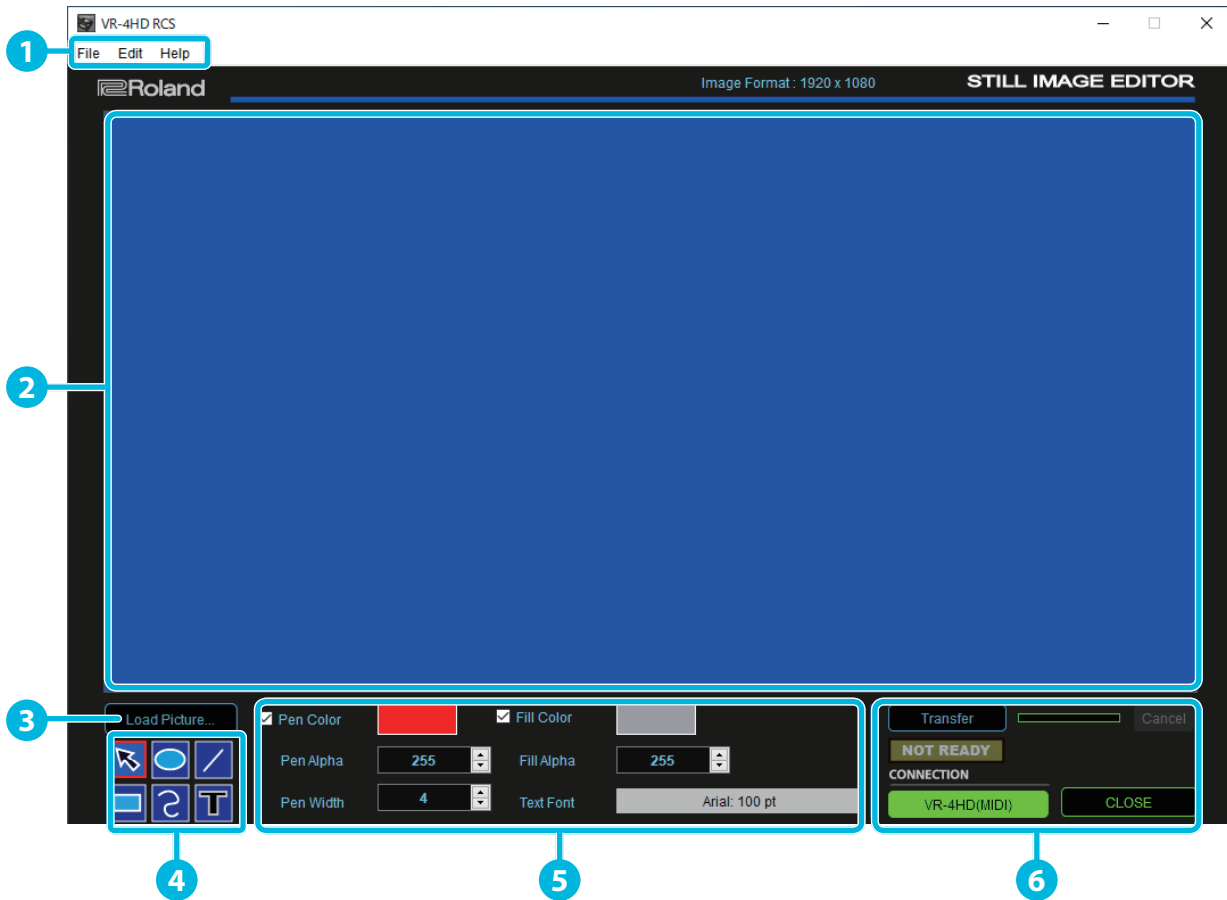 VR-4HD RCS
1
File Edit Help
Roland
Image Format : 1920 x 1080
STILL IMAGE EDITOR
2
3
Load Picture...
Pen Color
Fill Color
Transfer
Cancel
NOT READY
Pen Alpha
255
Fill Alpha
255
CONNECTION
T
Pen Width
4
Text Font
Arial: 100 pt
VR-4HD(MIDI)
CLOSE
4
5
6